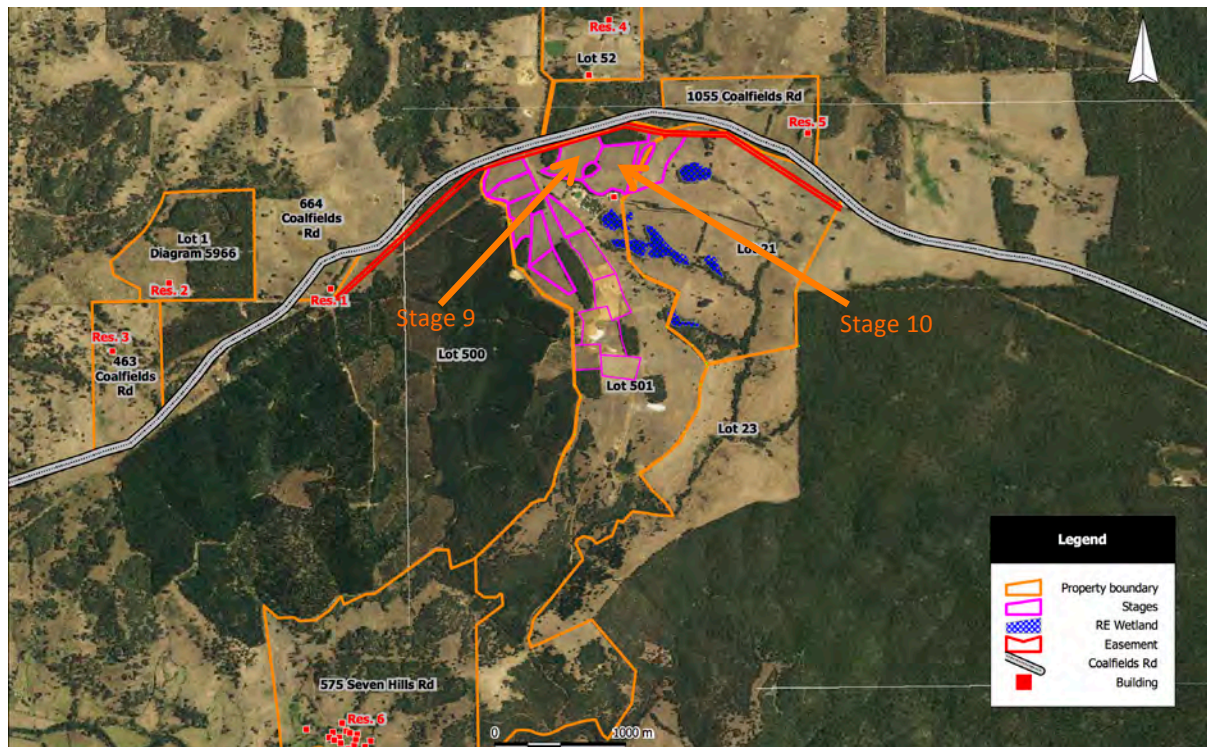 Res. 4
Lot 52
1055 Coalfields Rd
Res. 5
664
Coalfields
Rd
Lot 1
Diagram 5966
Res. 2
Res. 1
Lot 21
Stage 9
Stage 10
Res. 3
463
Coalfields
Rd
Lot 500
Lot 501
Lot 23
575 Seven Hills Rd
Res. 6
0 1000 m
Legend
Property boundary
Stages
RE Wetland
Easement
Coalfields Rd
Building